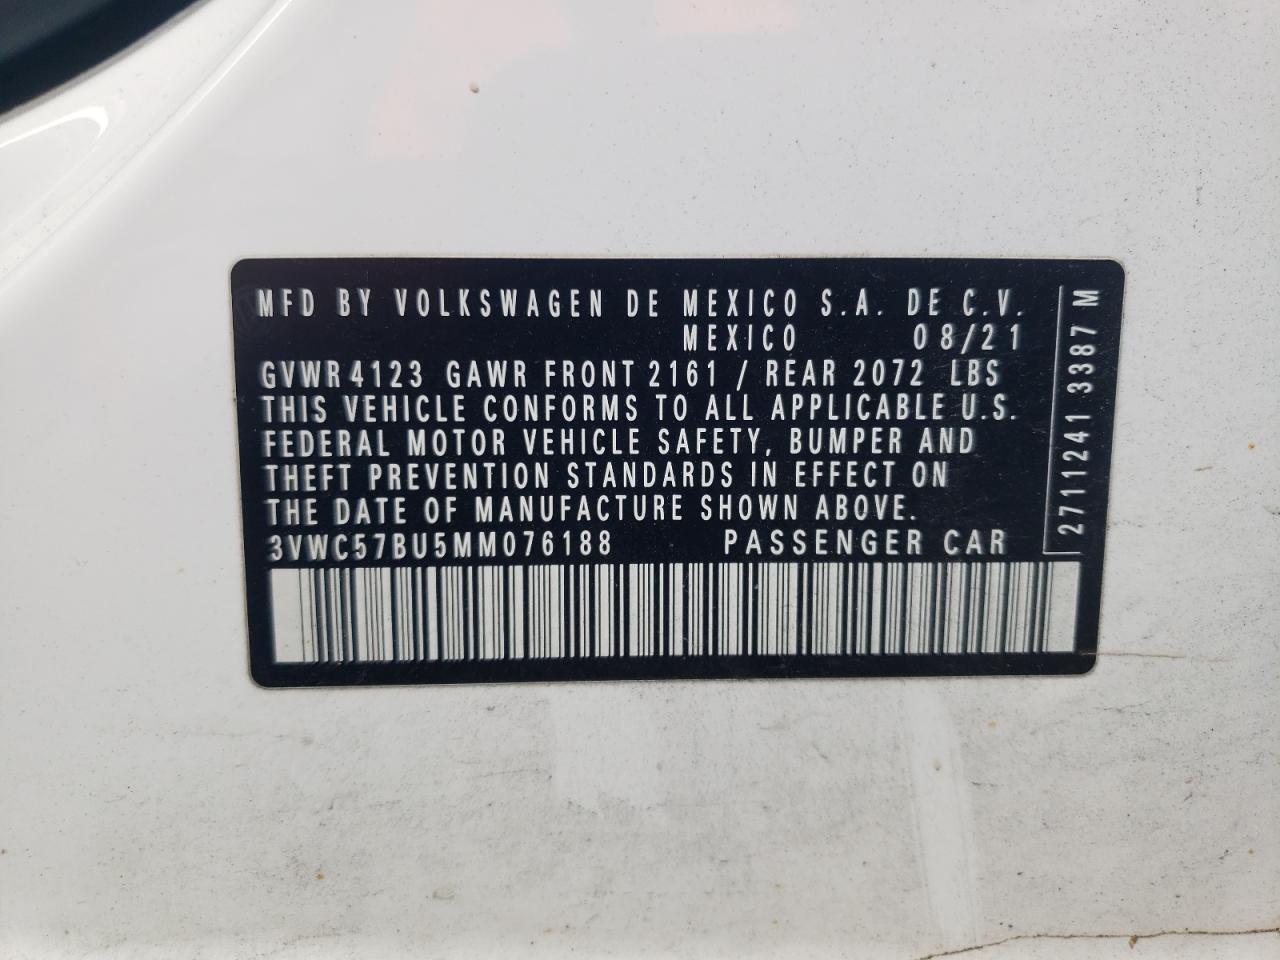 MFD BY VOLKSWAGEN DE MEXICO S.A. DE C.V.
MEXICO 08/21
GVWR 4123 GAWR FRONT 2161 / REAR 2072 LBS
THIS VEHICLE CONFORMS TO ALL APPLICABLE U.S.
FEDERAL MOTOR VEHICLE SAFETY, BUMPER AND
THEFT PREVENTION STANDARDS IN EFFECT ON
THE DATE OF MANUFACTURE SHOWN ABOVE.
3VWC57BU5MM076188 PASSENGER CAR
2711241 3387 M